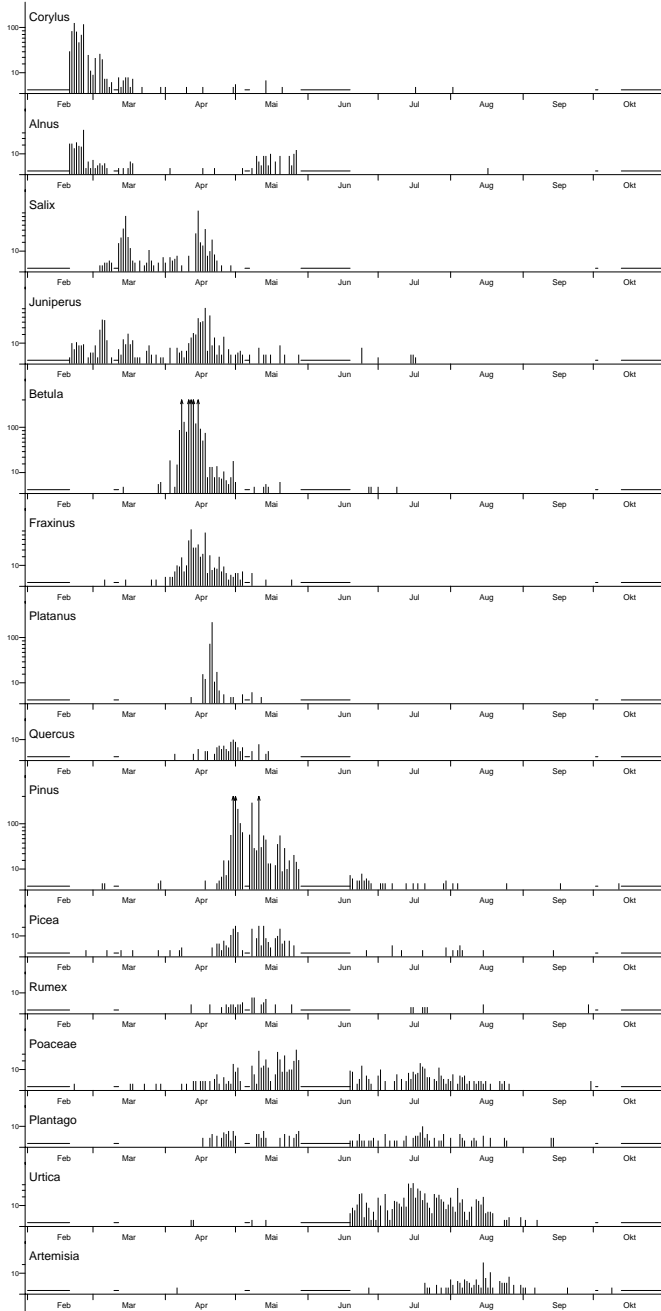 Corylus
100
10
Feb Mar Apr Mai Jun Jul Aug Sep Okt
Alnus
10
Feb Mar Apr Mai Jun Jul Aug Sep Okt
Salix
10
Feb Mar Apr Mai Jun Jul Aug Sep Okt
Juniperus
10
Feb Mar Apr Mai Jun Jul Aug Sep Okt
Betula
100
10
Feb Mar Apr Mai Jun Jul Aug Sep Okt
Fraxinus
10
Feb Mar Apr Mai Jun Jul Aug Sep Okt
Platanus
100
10
Feb Mar Apr Mai Jun Jul Aug Sep Okt
Quercus
10
Feb Mar Apr Mai Jun Jul Aug Sep Okt
Pinus
100
10
Feb Mar Apr Mai Jun Jul Aug Sep Okt
Picea
10
Feb Mar Apr Mai Jun Jul Aug Sep Okt
Rumex
10
Feb Mar Apr Mai Jun Jul Aug Sep Okt
Poaceae
10
Feb Mar Apr Mai Jun Jul Aug Sep Okt
Plantago
10
Feb Mar Apr Mai Jun Jul Aug Sep Okt
Urtica
10
Feb Mar Apr Mai Jun Jul Aug Sep Okt
Artemisia
10
Feb Mar Apr Mai Jun Jul Aug Sep Okt